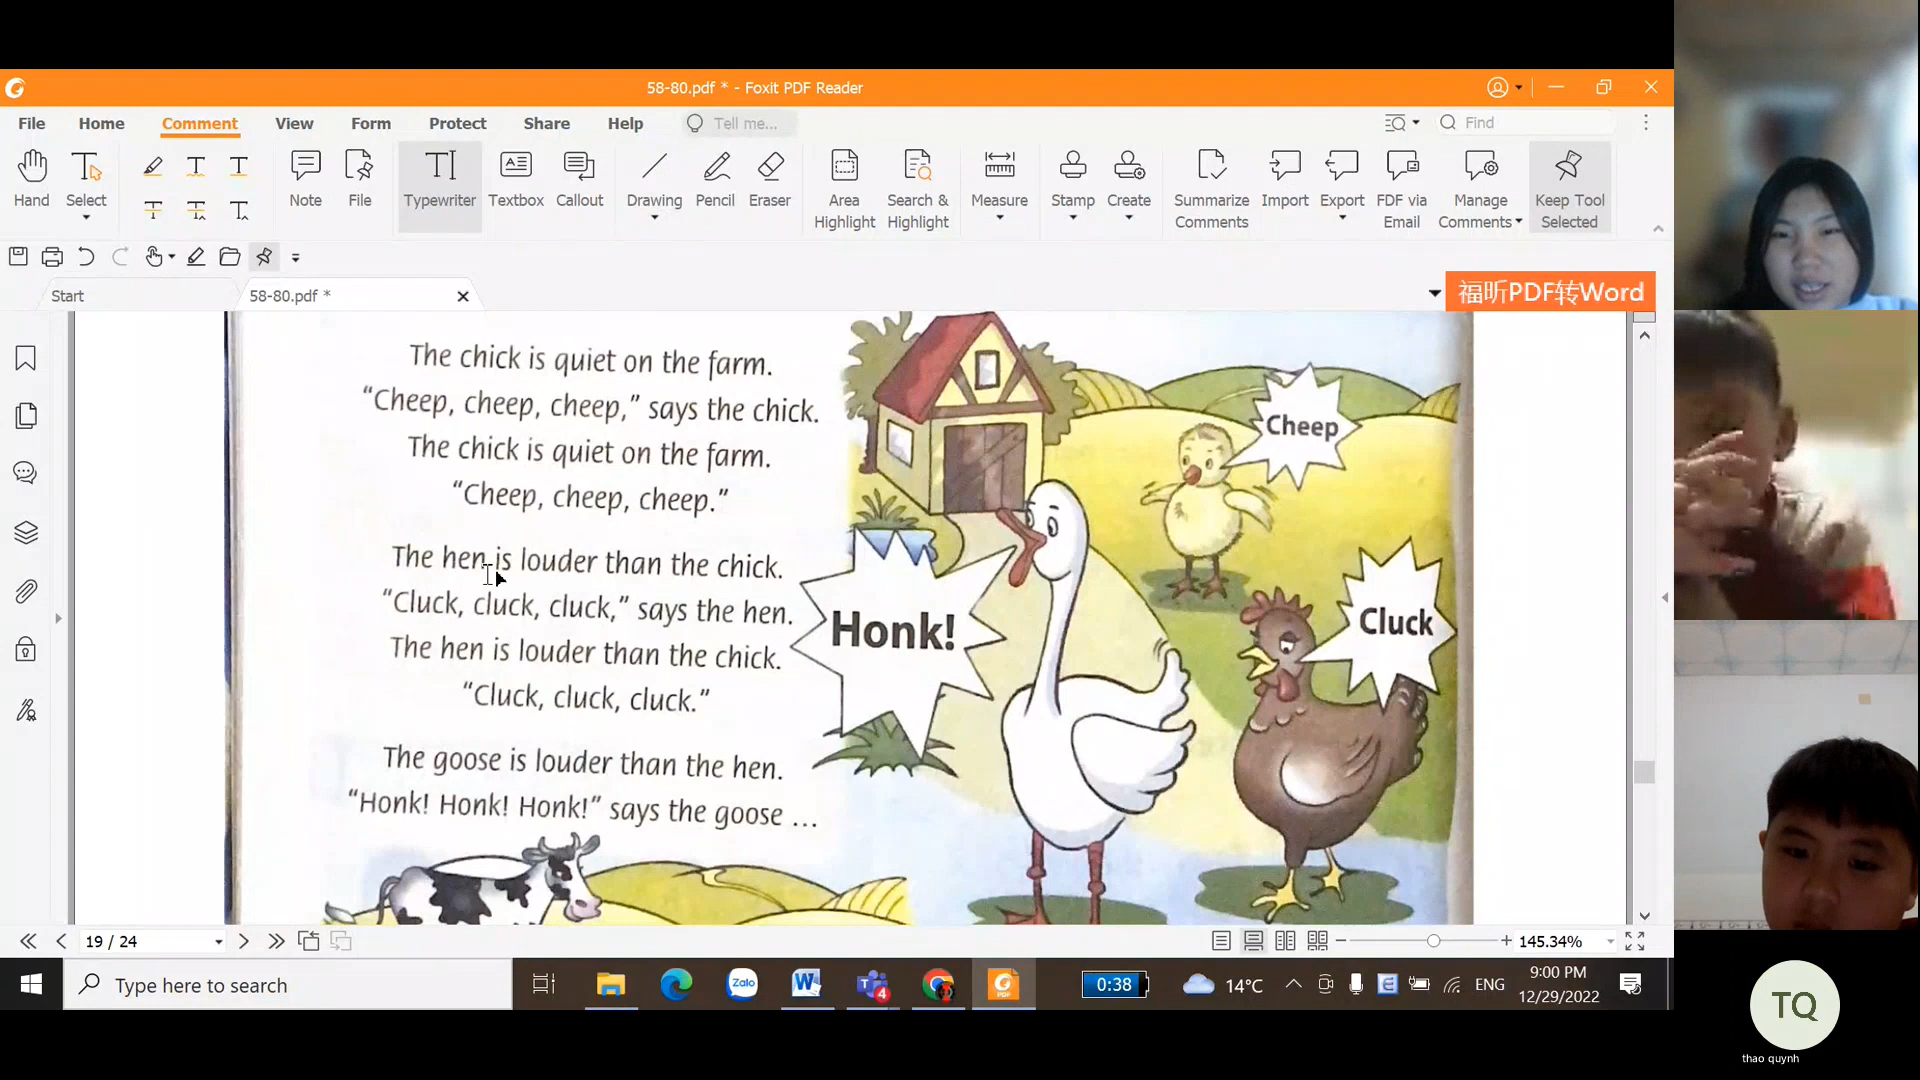 58-80.pdf * - Foxit PDF Reader
File Home Comment View Form Protect Share Help Tell me... Find
Hand Select Note File Typewriter Textbox Callout Drawing Pencil Eraser Area Highlight Search & Highlight Measure Stamp Create Summarize Comments Import Export FDF via Email Manage Comments Keep Tool Selected
Start 58-80.pdf * 福昕PDF转Word
The chick is quiet on the farm.
“Cheep, cheep, cheep,” says the chick.
The chick is quiet on the farm.
“Cheep, cheep, cheep.”
The hen is louder than the chick.
“Cluck, cluck, cluck,” says the hen.
The hen is louder than the chick.
“Cluck, cluck, cluck.”
The goose is louder than the hen.
“Honk! Honk! Honk!” says the goose ...
Cheep
Honk!
Cluck
19 / 24 145.34%
Type here to search Zalo 4 0:38 14°C ENG 9:00 PM
12/29/2022
TQ
thao quynh